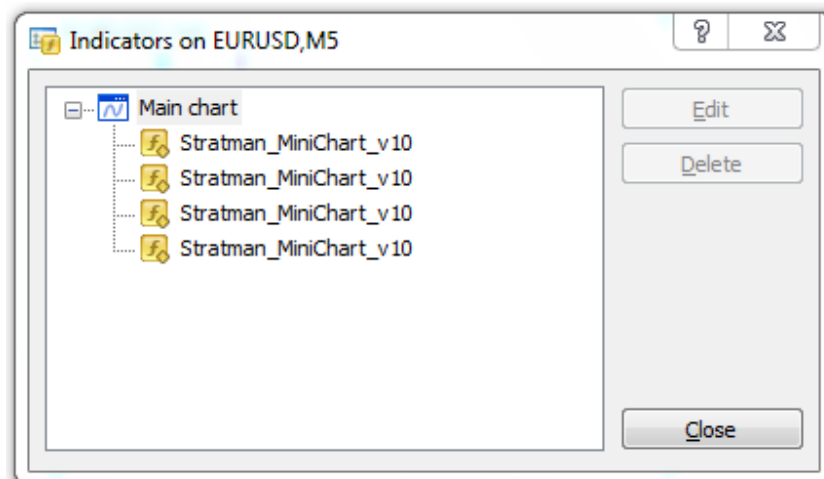 Indicators on EURUSD,M5
Main chart
Stratman_MiniChart_v10
Stratman_MiniChart_v10
Stratman_MiniChart_v10
Stratman_MiniChart_v10
Edit
Delete
Close